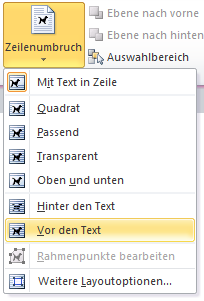 Zeilenumbruch
Ebene nach vorne
Ebene nach hinten
Auswahlbereich
Mit Text in Zeile
Quadrat
Passend
Transparent
Oben und unten
Hinter den Text
Vor den Text
Rahmenpunkte bearbeiten
Weitere Layoutoptionen...